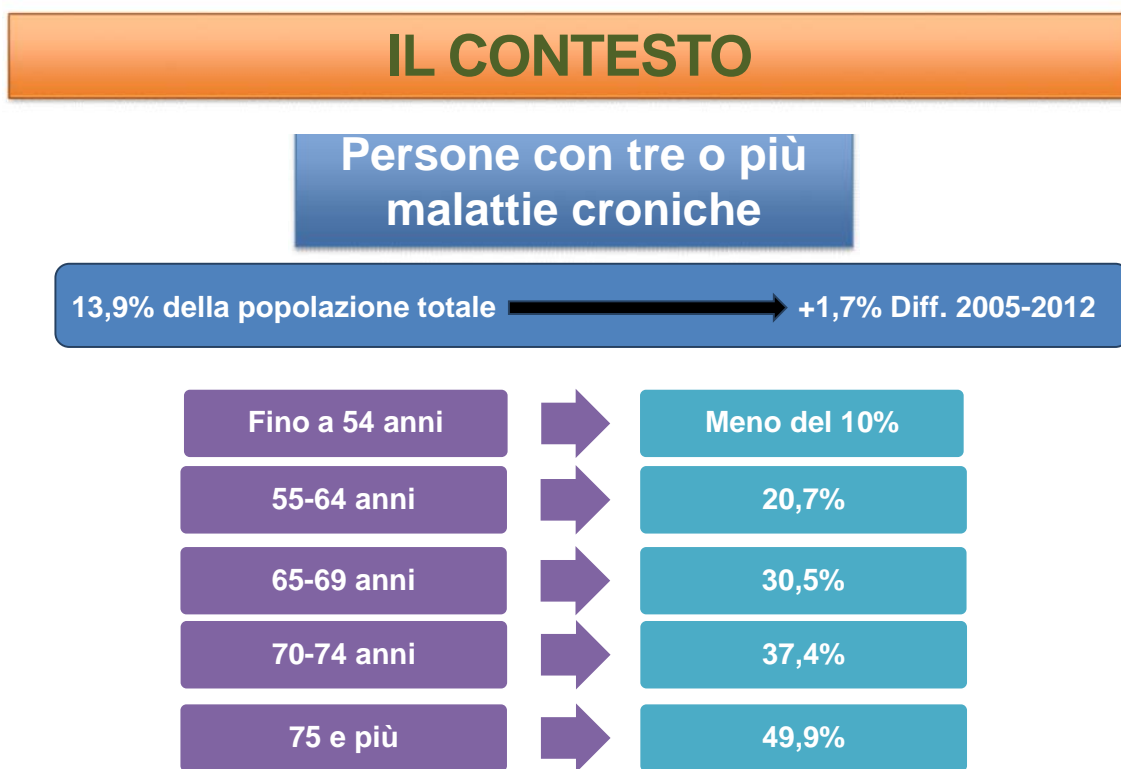 IL CONTESTO
Persone con tre o più
malattie croniche
13,9% della popolazione totale +1,7% Diff. 2005-2012
Fino a 54 anni Meno del 10%
55-64 anni 20,7%
65-69 anni 30,5%
70-74 anni 37,4%
75 e più 49,9%